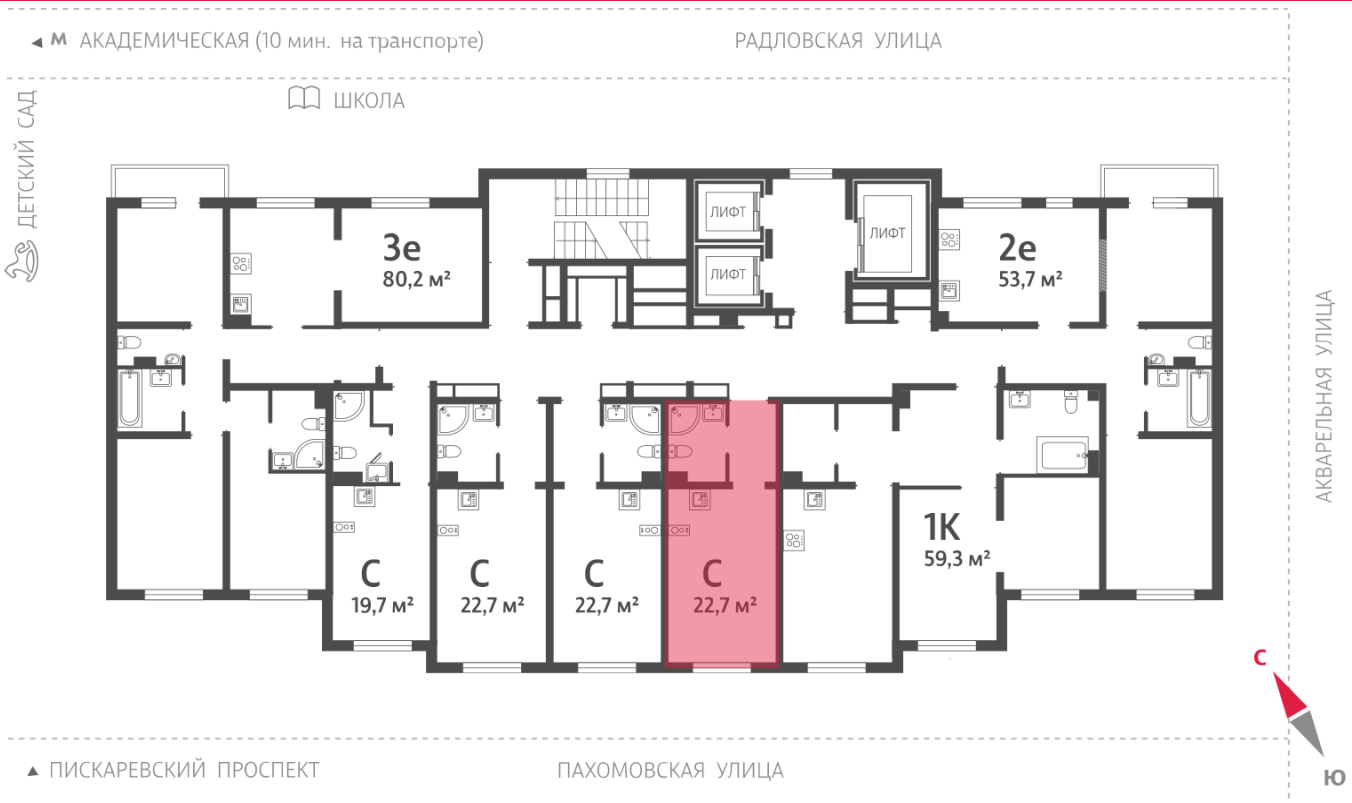 М АКАДЕМИЧЕСКАЯ (10 мин. на транспорте)
РАДЛОВСКАЯ УЛИЦА
ШКОЛА
ДЕТСКИЙ САД
ЛИФТ
ЛИФТ
ЛИФТ
3е
80,2 м²
2е
53,7 м²
1К
59,3 м²
С
19,7 м²
С
22,7 м²
С
22,7 м²
С
22,7 м²
АКВАРЕЛЬНАЯ УЛИЦА
С
Ю
ПИСКАРЕВСКИЙ ПРОСПЕКТ
ПАХОМОВСКАЯ УЛИЦА